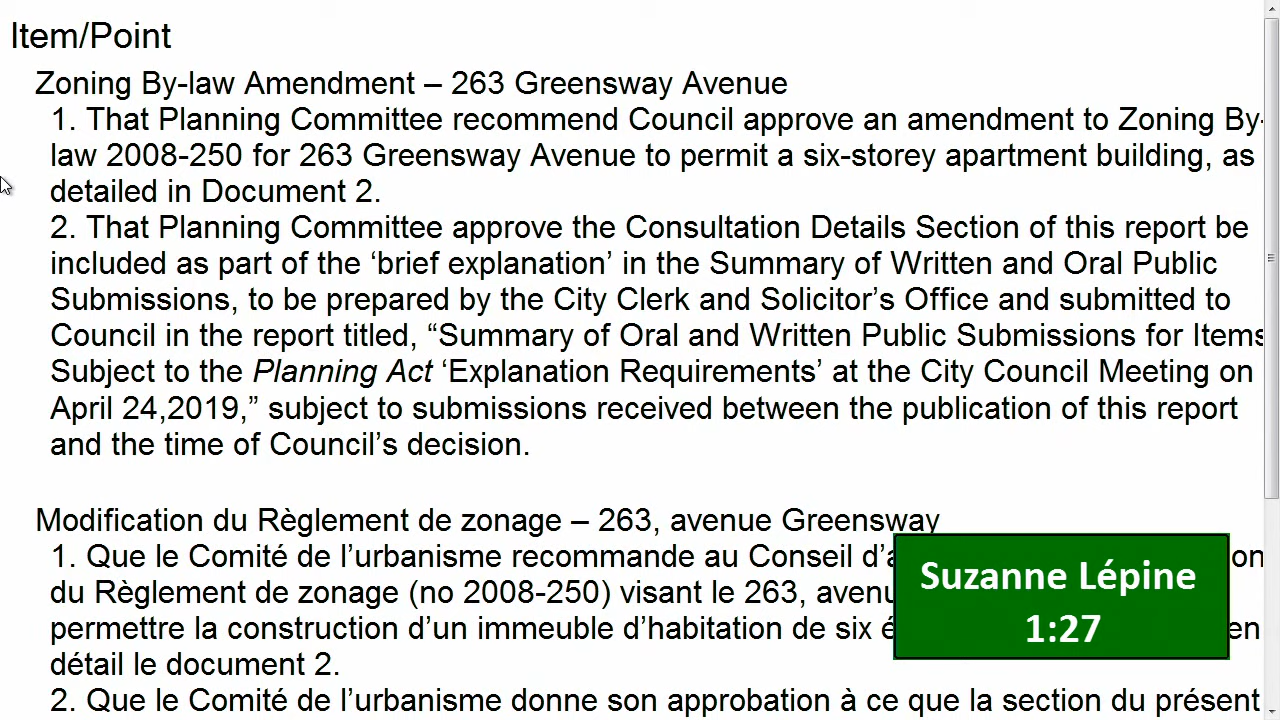 Item/Point
Zoning By-law Amendment – 263 Greensway Avenue
1. That Planning Committee recommend Council approve an amendment to Zoning By-
law 2008-250 for 263 Greensway Avenue to permit a six-storey apartment building, as
detailed in Document 2.
2. That Planning Committee approve the Consultation Details Section of this report be
included as part of the ‘brief explanation’ in the Summary of Written and Oral Public
Submissions, to be prepared by the City Clerk and Solicitor’s Office and submitted to
Council in the report titled, “Summary of Oral and Written Public Submissions for Items
Subject to the Planning Act ‘Explanation Requirements’ at the City Council Meeting on
April 24,2019,” subject to submissions received between the publication of this report
and the time of Council’s decision.
Modification du Règlement de zonage – 263, avenue Greensway
1. Que le Comité de l’urbanisme recommande au Conseil
du Règlement de zonage (no 2008-250) visant le 263,
permettre la construction d’un immeuble d’habitation de six en
détail le document 2.
2. Que le Comité de l’urbanisme donne son approbation à ce que la section du présent
Suzanne Lépine
1:27